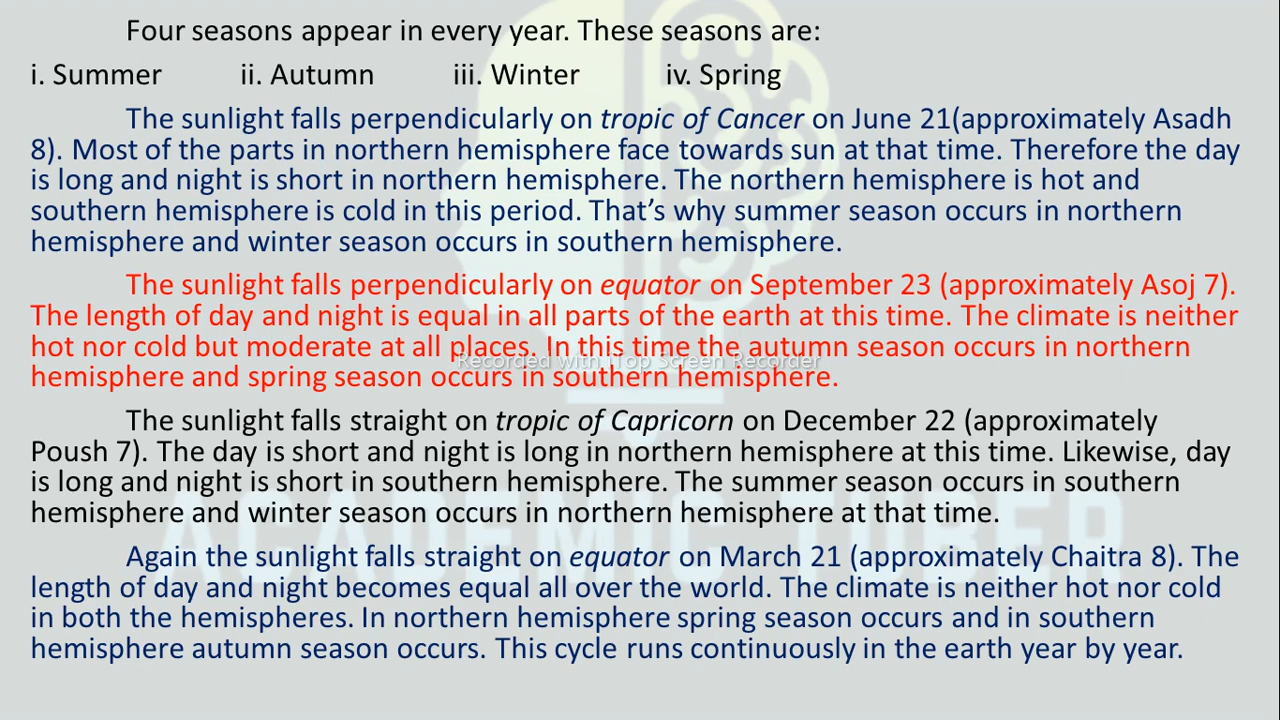 Four seasons appear in every year. These seasons are:
i. Summer ii. Autumn iii. Winter iv. Spring
The sunlight falls perpendicularly on tropic of Cancer on June 21(approximately Asadh
8). Most of the parts in northern hemisphere face towards sun at that time. Therefore the day
is long and night is short in northern hemisphere. The northern hemisphere is hot and
southern hemisphere is cold in this period. That’s why summer season occurs in northern
hemisphere and winter season occurs in southern hemisphere.
The sunlight falls perpendicularly on equator on September 23 (approximately Asoj 7).
The length of day and night is equal in all parts of the earth at this time. The climate is neither
hot nor cold but moderate at all places. In this time the autumn season occurs in northern
Recorded with iTop Screen Recorder
hemisphere and spring season occurs in southern hemisphere.
The sunlight falls straight on tropic of Capricorn on December 22 (approximately
Poush 7). The day is short and night is long in northern hemisphere at this time. Likewise, day
is long and night is short in southern hemisphere. The summer season occurs in southern
hemisphere and winter season occurs in northern hemisphere at that time.
ACADEMIC TUBER
Again the sunlight falls straight on equator on March 21 (approximately Chaitra 8). The
length of day and night becomes equal all over the world. The climate is neither hot nor cold
in both the hemispheres. In northern hemisphere spring season occurs and in southern
hemisphere autumn season occurs. This cycle runs continuously in the earth year by year.